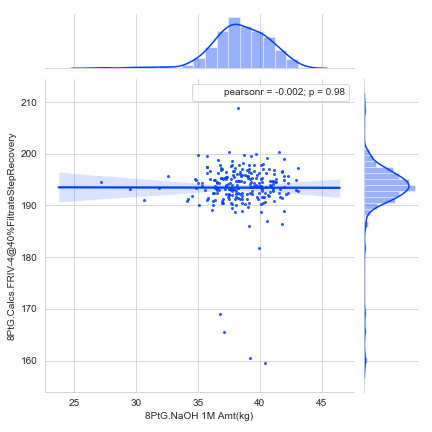 pearsonr = -0.002; p = 0.98
210
200
190
180
170
160
8PtG.Calcs.FRIV-4@40%FiltrateStepRecovery
25 30 35 40 45
8PtG.NaOH 1M Amt(kg)